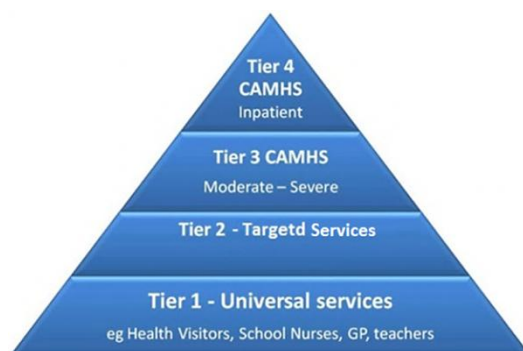 Tier 4
CAMHS
Inpatient
Tier 3 CAMHS
Moderate – Severe
Tier 2 - Targetd Services
Tier 1 - Universal services
eg Health Visitors, School Nurses, GP, teachers